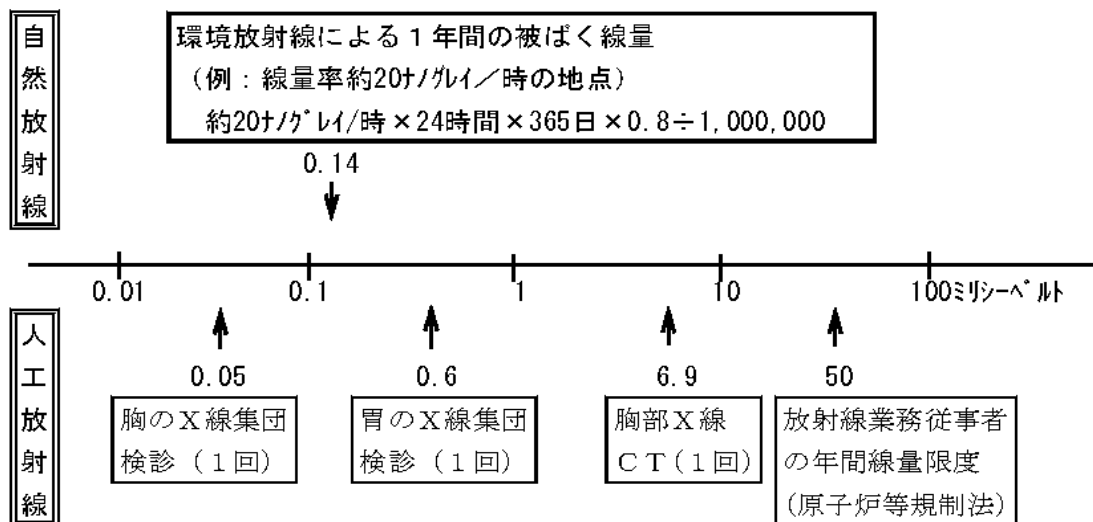 自然放射線
環境放射線による1年間の被ばく線量
(例:線量率約20ﾅﾉｸﾞﾚｲ/時の地点)
約20ﾅﾉｸﾞﾚｲ/時×24時間×365日×0.8÷1,000,000
0.14
0.01
0.1
1
10
100ﾐﾘｼｰﾍﾞﾙﾄ
人工放射線
0.05
胸のX線集団
検診(1回)
0.6
胃のX線集団
検診(1回)
6.9
胸部X線
CT(1回)
50
放射線業務従事者
の年間線量限度
(原子炉等規制法)